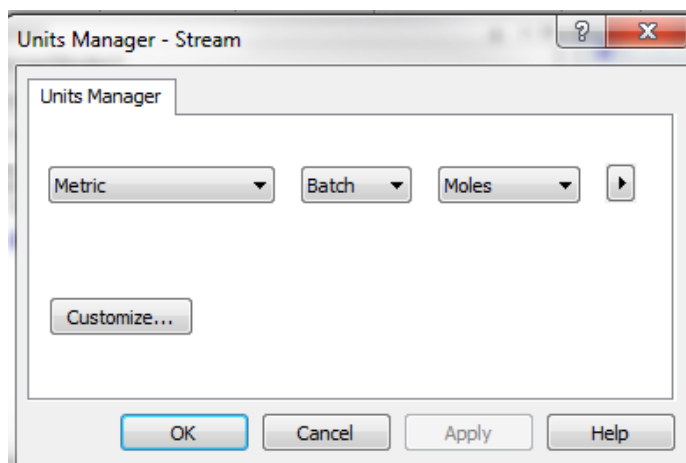 Units Manager - Stream
?
X
Units Manager
Metric
Batch
Moles
Customize...
OK
Cancel
Apply
Help